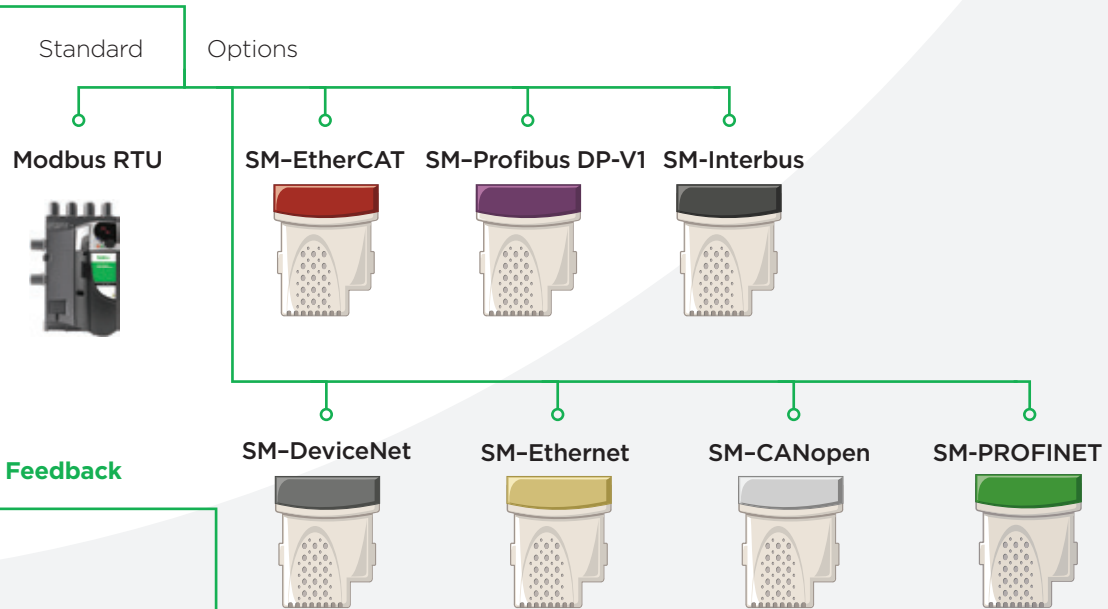 Standard
Options
Modbus RTU
SM–EtherCAT
SM–Profibus DP-V1
SM-Interbus
SM–DeviceNet
SM–Ethernet
SM–CANopen
SM-PROFINET
Feedback